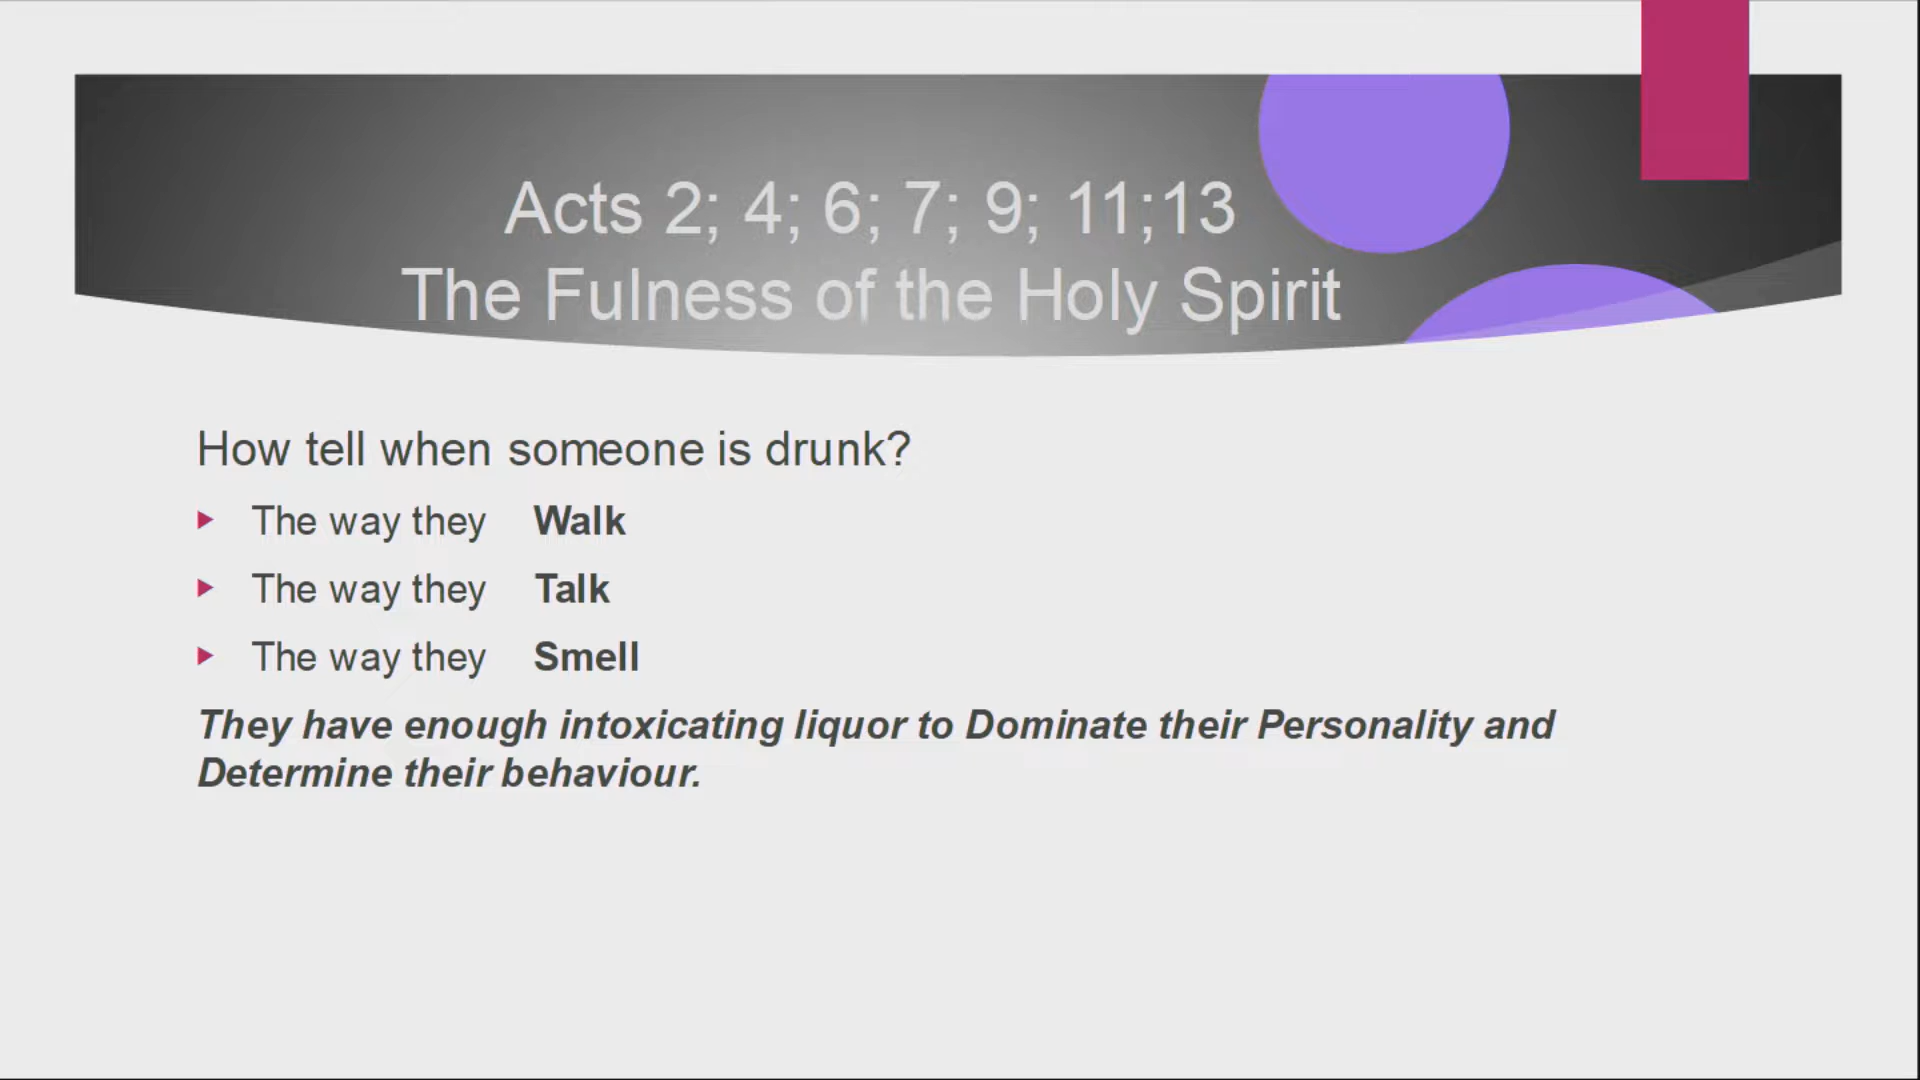 Acts 2; 4; 6; 7; 9; 11;13
The Fulness of the Holy Spirit
How tell when someone is drunk?
The way they Walk
The way they Talk
The way they Smell
They have enough intoxicating liquor to Dominate their Personality and
Determine their behaviour.